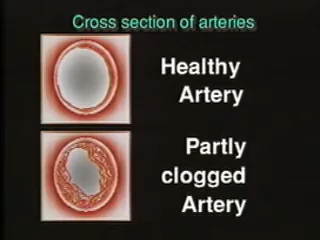 Cross section of arteries
Healthy
Artery
Partly
clogged
Artery